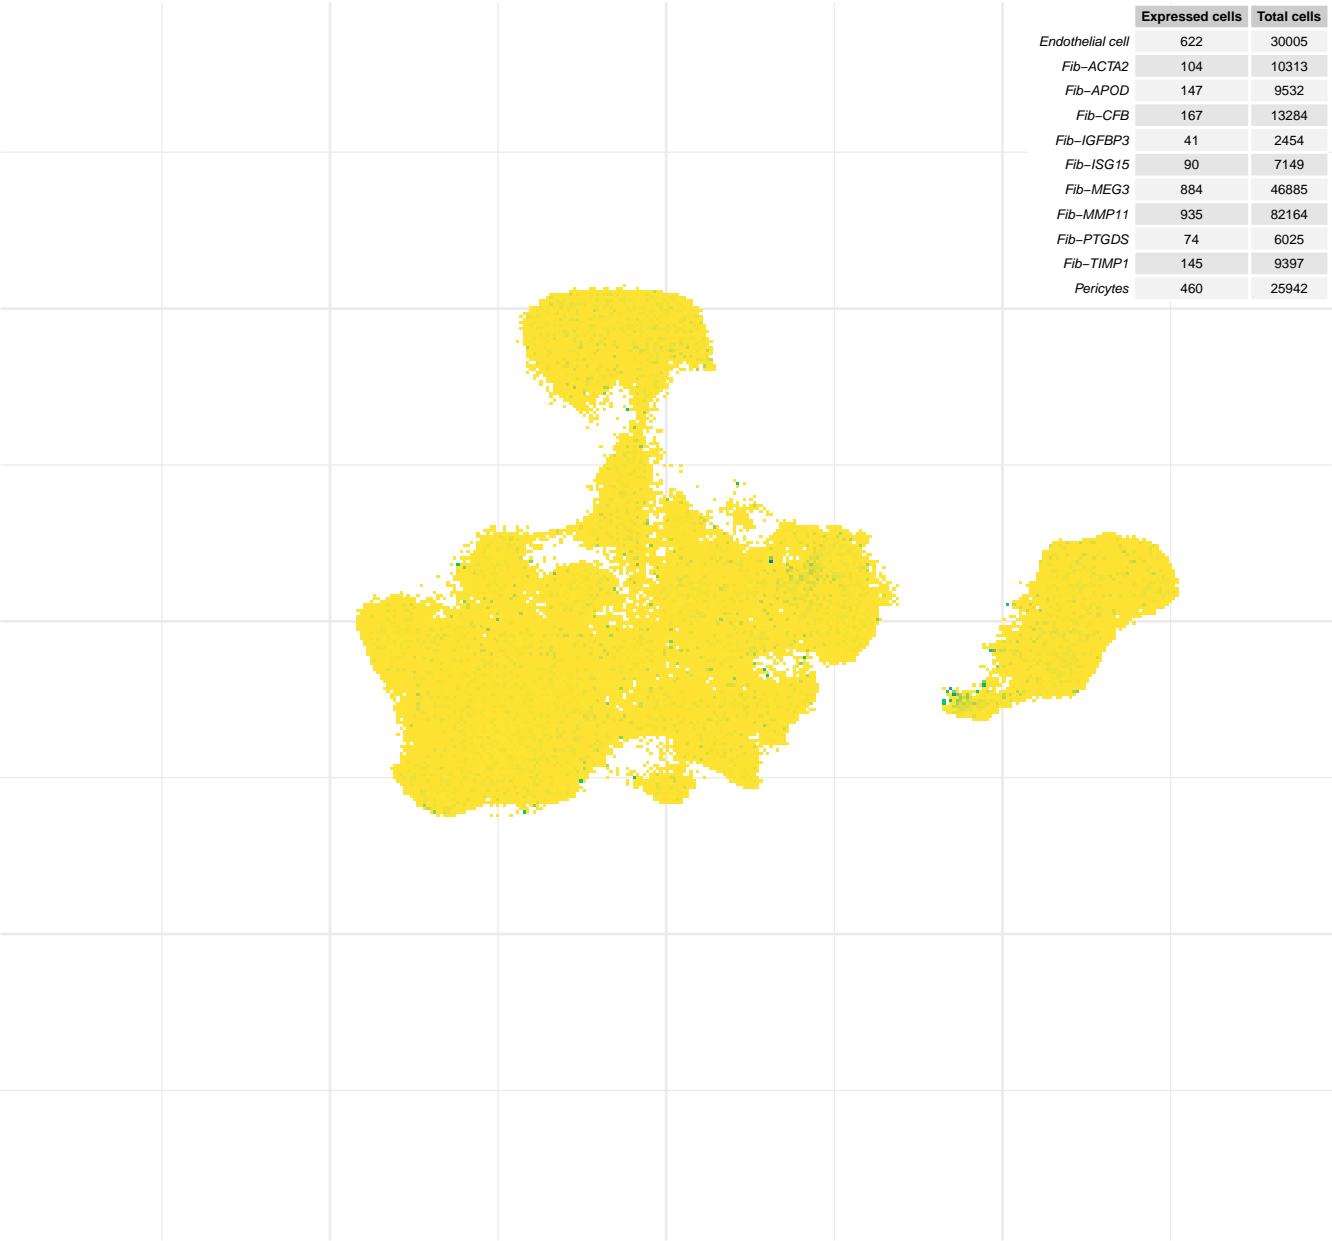 Expressed cells Total cells
Endothelial cell 622 30005
Fib−ACTA2 104 10313
Fib−APOD 147 9532
Fib−CFB 167 13284
Fib−IGFBP3 41 2454
Fib−ISG15 90 7149
Fib−MEG3 884 46885
Fib−MMP11 935 82164
Fib−PTGDS 74 6025
Fib−TIMP1 145 9397
Pericytes 460 25942